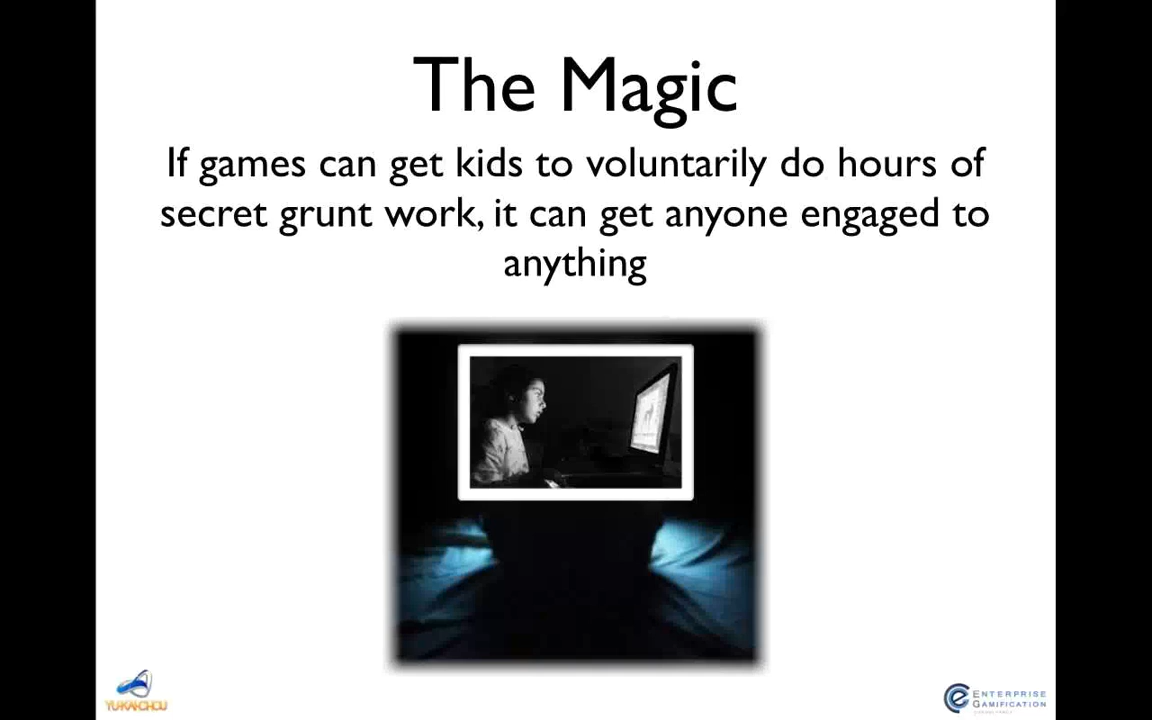 The Magic
If games can get kids to voluntarily do hours of
secret grunt work, it can get anyone engaged to
anything
YU-KAI CHOU
ENTERPRISE
GAMIFICATION